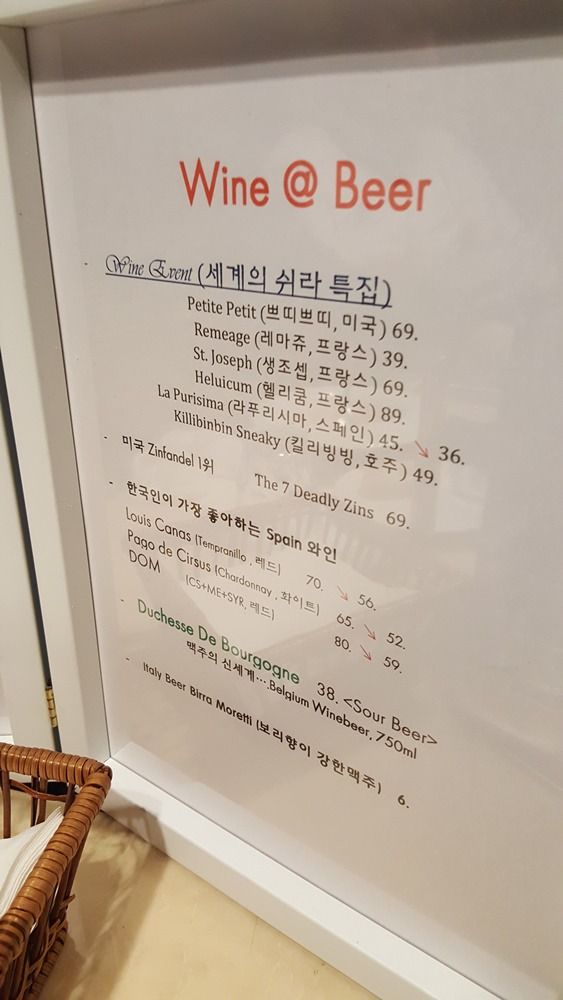 Wine @ Beer
- Wine Event (세계의 쉬라 특집)
Petite Petit (쁘띠쁘띠, 미국) 69.
Remeage (레마쥬, 프랑스) 39.
St. Joseph (생조셉, 프랑스) 69.
Heluicum (헬리쿰, 프랑스) 89.
La Purisima (라푸리시마, 스페인) 45. ↘ 36.
Killibinbin Sneaky (킬리빙빙, 호주) 49.
- 미국 Zinfandel 1위 The 7 Deadly Zins 69.
- 한국인이 가장 좋아하는 Spain 와인
Louis Canas (Tempranillo, 레드) 70. ↘ 56.
Pago de Cirsus (Chardonnay, 화이트) 65. ↘ 52.
DOM (CS+ME+SYR, 레드) 80. ↘ 59.
- Duchesse De Bourgogne 38. <Sour Beer>
맥주의 신세계....Belgium Winebeer, 750ml
- Italy Beer Birra Moretti (보리향이 강한맥주) 6.